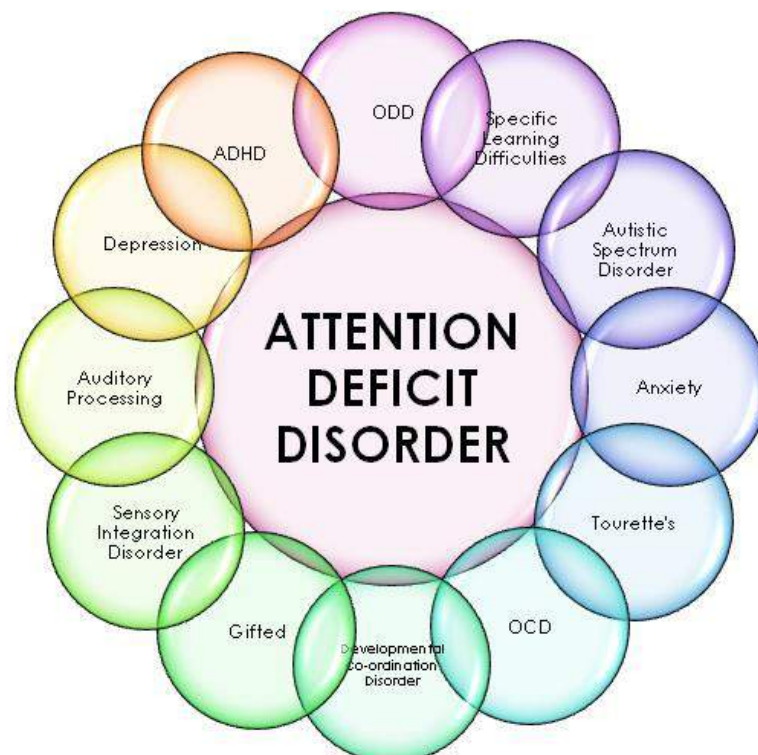 ODD
Specific
Learning
Difficulties
Autistic
Spectrum
Disorder
Anxiety
Tourette's
OCD
Developmental
Co-ordination
Disorder
Gifted
Sensory
Integration
Disorder
Auditory
Processing
Depression
ADHD
ATTENTION
DEFICIT
DISORDER